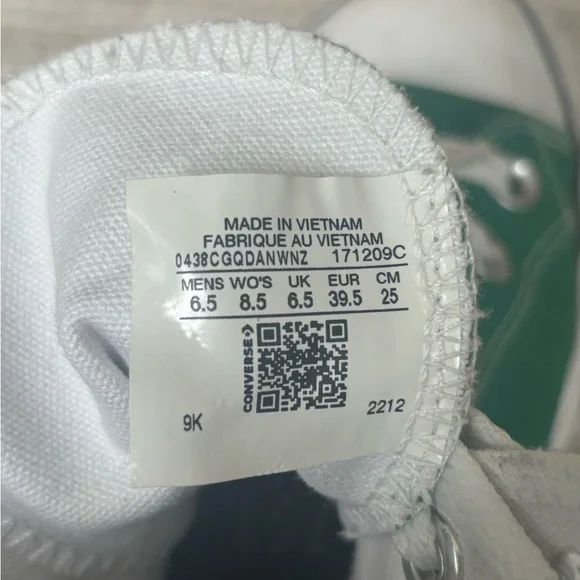 MADE IN VIETNAM
FABRIQUE AU VIETNAM
0438CGQDANWNZ 171209C
MENS WO'S UK EUR CM
6.5 8.5 6.5 39.5 25
CONVERSE
9K 2212